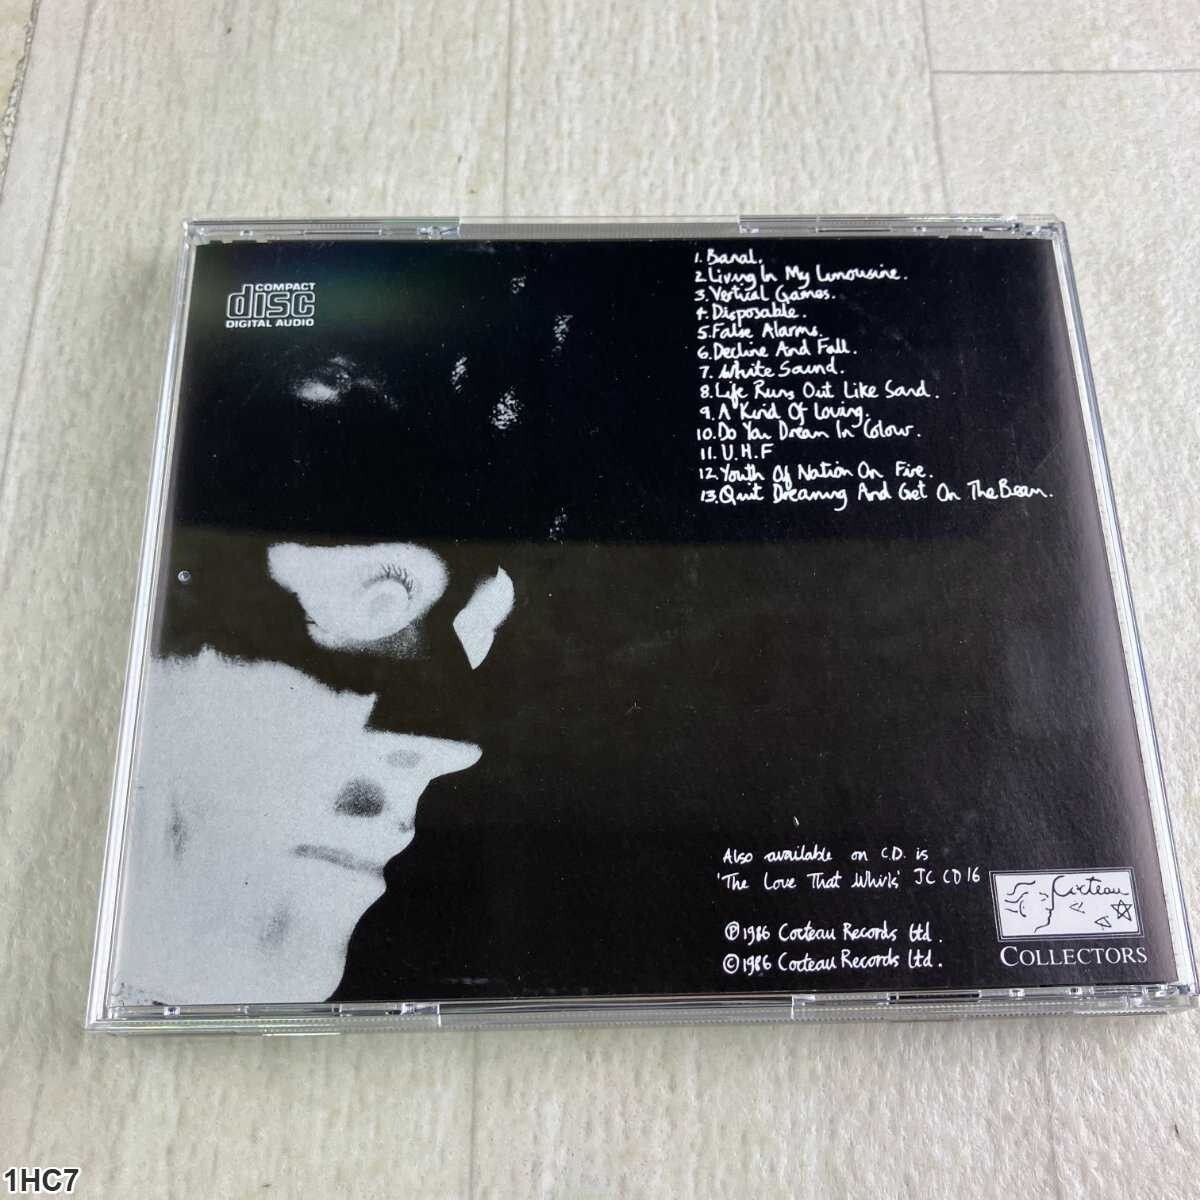 COMPACT
disc
DIGITAL AUDIO
1. Banal.
2. Living In My Limousine.
3. Vertical Games.
4. Disposable.
5. False Alarms.
6. Decline And Fall.
7. White Sound.
8. Life Runs Out Like Sand.
9. A Kind Of Loving.
10. Do You Dream In Colour.
11. U.H.F
12. Youth Of Nation On Fire.
13. Quit Dreaming And Get On The Beam.
Also available on C.D. is
'The Love That Whirls' JC CD 16
℗ 1986 Cocteau Records Ltd.
© 1986 Cocteau Records Ltd.
Cocteau
COLLECTORS
1HC7